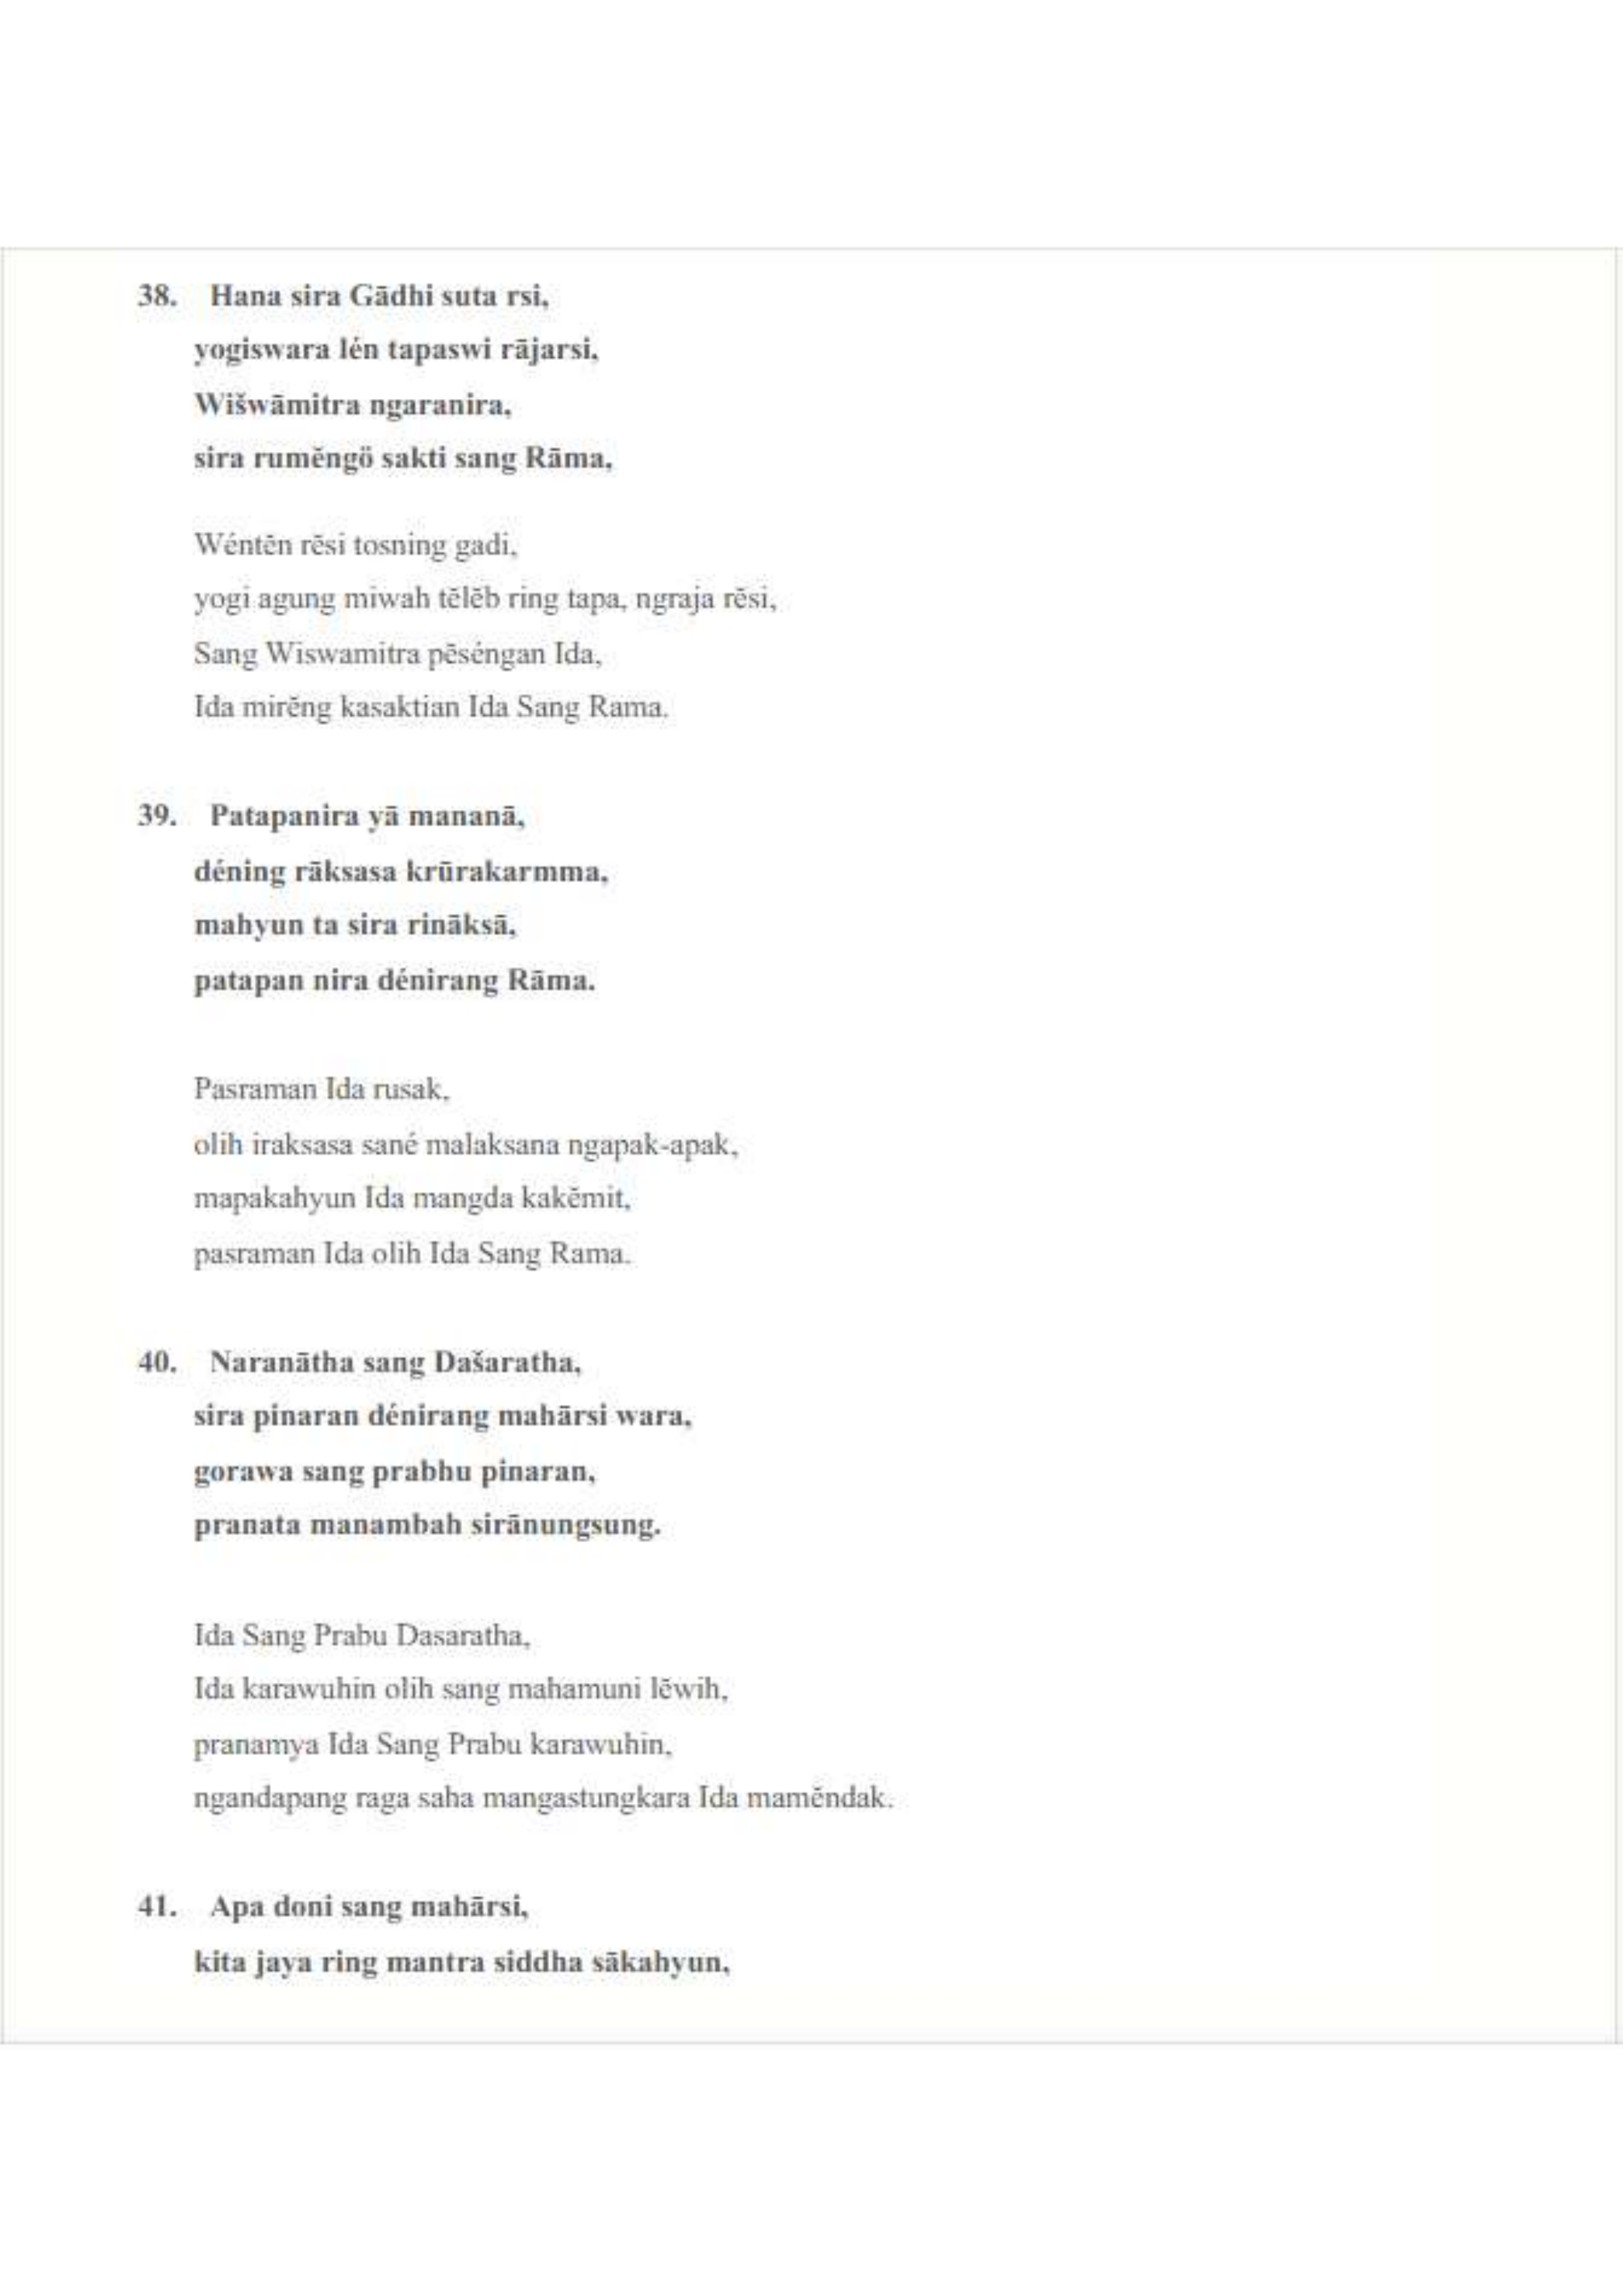 38. Hana sira Gādhi suta rsi,
yogiswara lén tapaswi rājarsi,
Wišwāmitra ngaranira,
sira rumĕngö sakti sang Rāma,
Wéntĕn rĕsi tosning gadi,
yogi agung miwah tĕlĕb ring tapa, ngraja rĕsi,
Sang Wiswamitra pĕséngan Ida,
Ida mirĕng kasaktian Ida Sang Rama.
39. Patapanira yā mananā,
déning rāksasa krūrakarmma,
mahyun ta sira rināksā,
patapan nira dénirang Rāma.
Pasraman Ida rusak,
olih iraksasa sané malaksana ngapak-apak,
mapakahyun Ida mangda kakĕmit,
pasraman Ida olih Ida Sang Rama.
40. Naranātha sang Dašaratha,
sira pinaran dénirang mahārsi wara,
gorawa sang prabhu pinaran,
pranata manambah sirānungsung.
Ida Sang Prabu Dasaratha,
Ida karawuhin olih sang mahamuni lĕwih,
pranamya Ida Sang Prabu karawuhin,
ngandapang raga saha mangastungkara Ida mamĕndak.
41. Apa doni sang mahārsi,
kita jaya ring mantra siddha sākahyun,